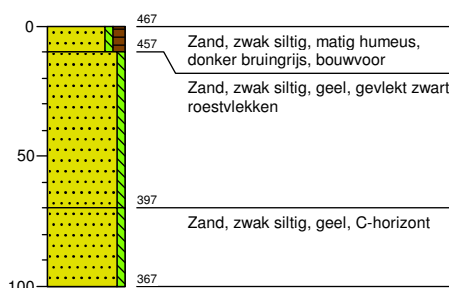 0
467
457
Zand, zwak siltig, matig humeus,
donker bruingrijs, bouwvoor
Zand, zwak siltig, geel, gevlekt zwart
roestvlekken
50
397
Zand, zwak siltig, geel, C-horizont
100
367